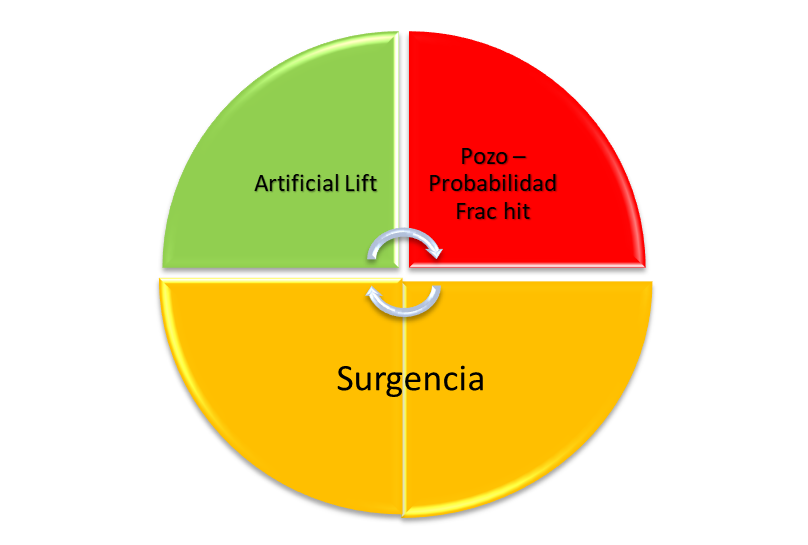 Artificial Lift
Pozo –
Probabilidad
Frac hit
Surgencia